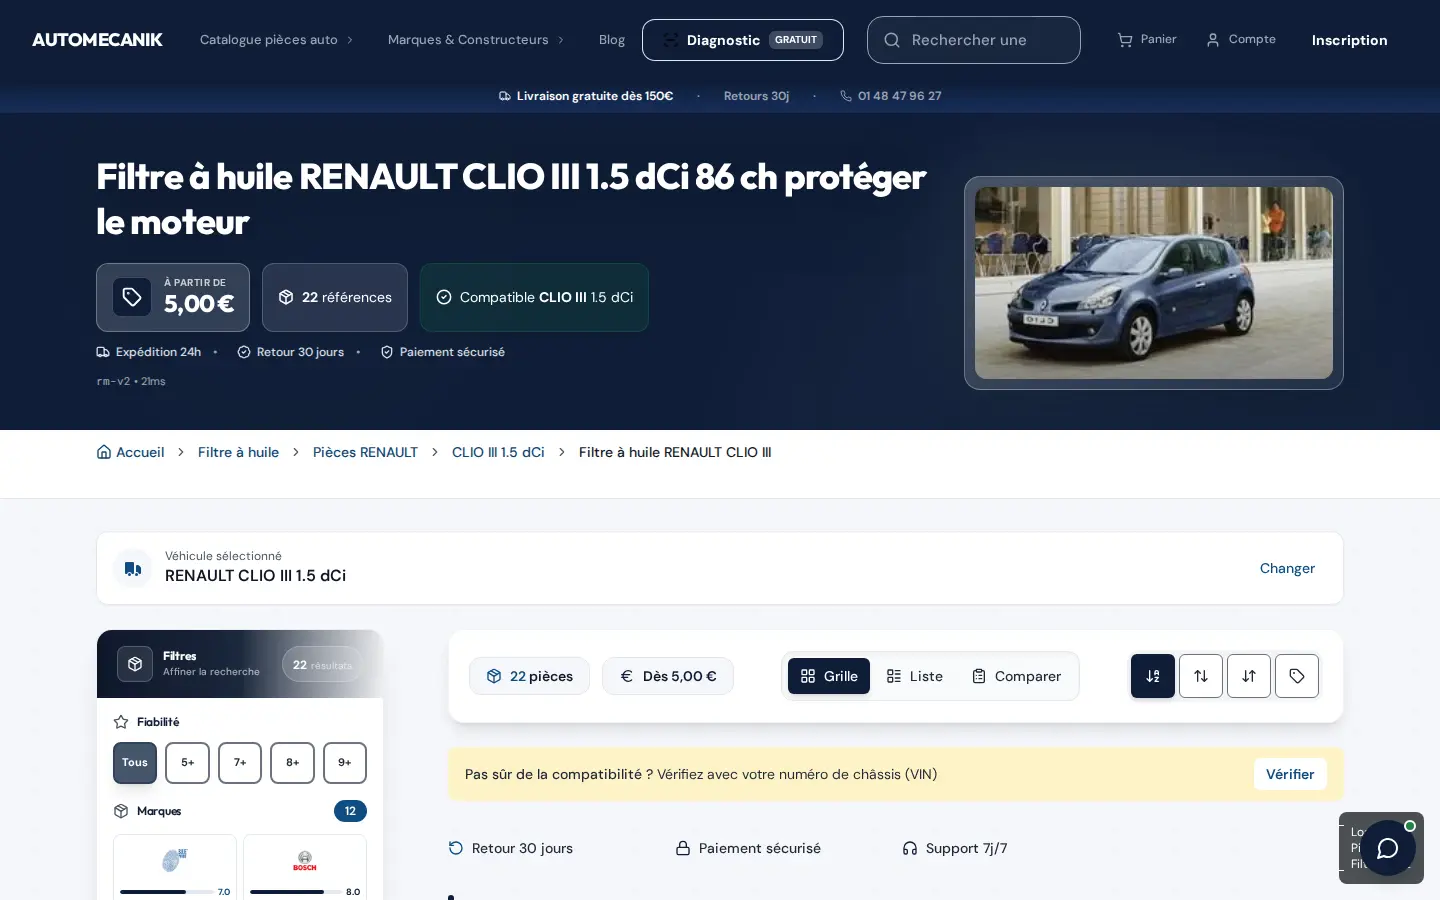 AUTOMECANIK
Catalogue pièces auto
Marques & Constructeurs
Blog
Diagnostic GRATUIT
Rechercher une
Panier
Compte
Inscription
Livraison gratuite dès 150€ • Retours 30j • 01 48 47 96 27
Filtre à huile RENAULT CLIO III 1.5 dCi 86 ch protéger
le moteur
À PARTIR DE
5,00 €
22 références
Compatible CLIO III 1.5 dCi
Expédition 24h • Retour 30 jours • Paiement sécurisé
rm-v2 • 21ms
Accueil > Filtre à huile > Pièces RENAULT > CLIO III 1.5 dCi > Filtre à huile RENAULT CLIO III
Véhicule sélectionné
RENAULT CLIO III 1.5 dCi
Changer
Filtres
Affiner la recherche
22 résultats
22 pièces
€ Dès 5,00 €
Grille
Liste
Comparer
Fiabilité
Tous
5+
7+
8+
9+
Pas sûr de la compatibilité ? Vérifiez avec votre numéro de châssis (VIN)
Vérifier
Marques
12
BOSCH
7.0
8.0
Retour 30 jours
Paiement sécurisé
Support 7j/7